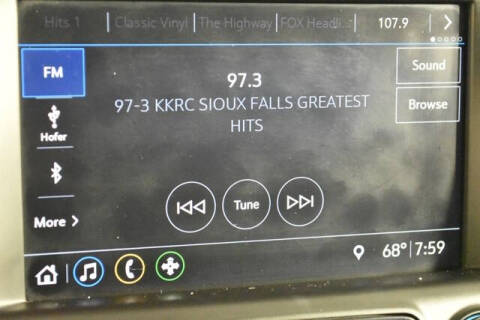 Hits 1 Classic Vinyl The Highway FOX Headli... 107.9
FM
97.3
Sound
97-3 KKRC SIOUX FALLS GREATEST
HITS
Browse
Hofer
Tune
More
68° 7:59